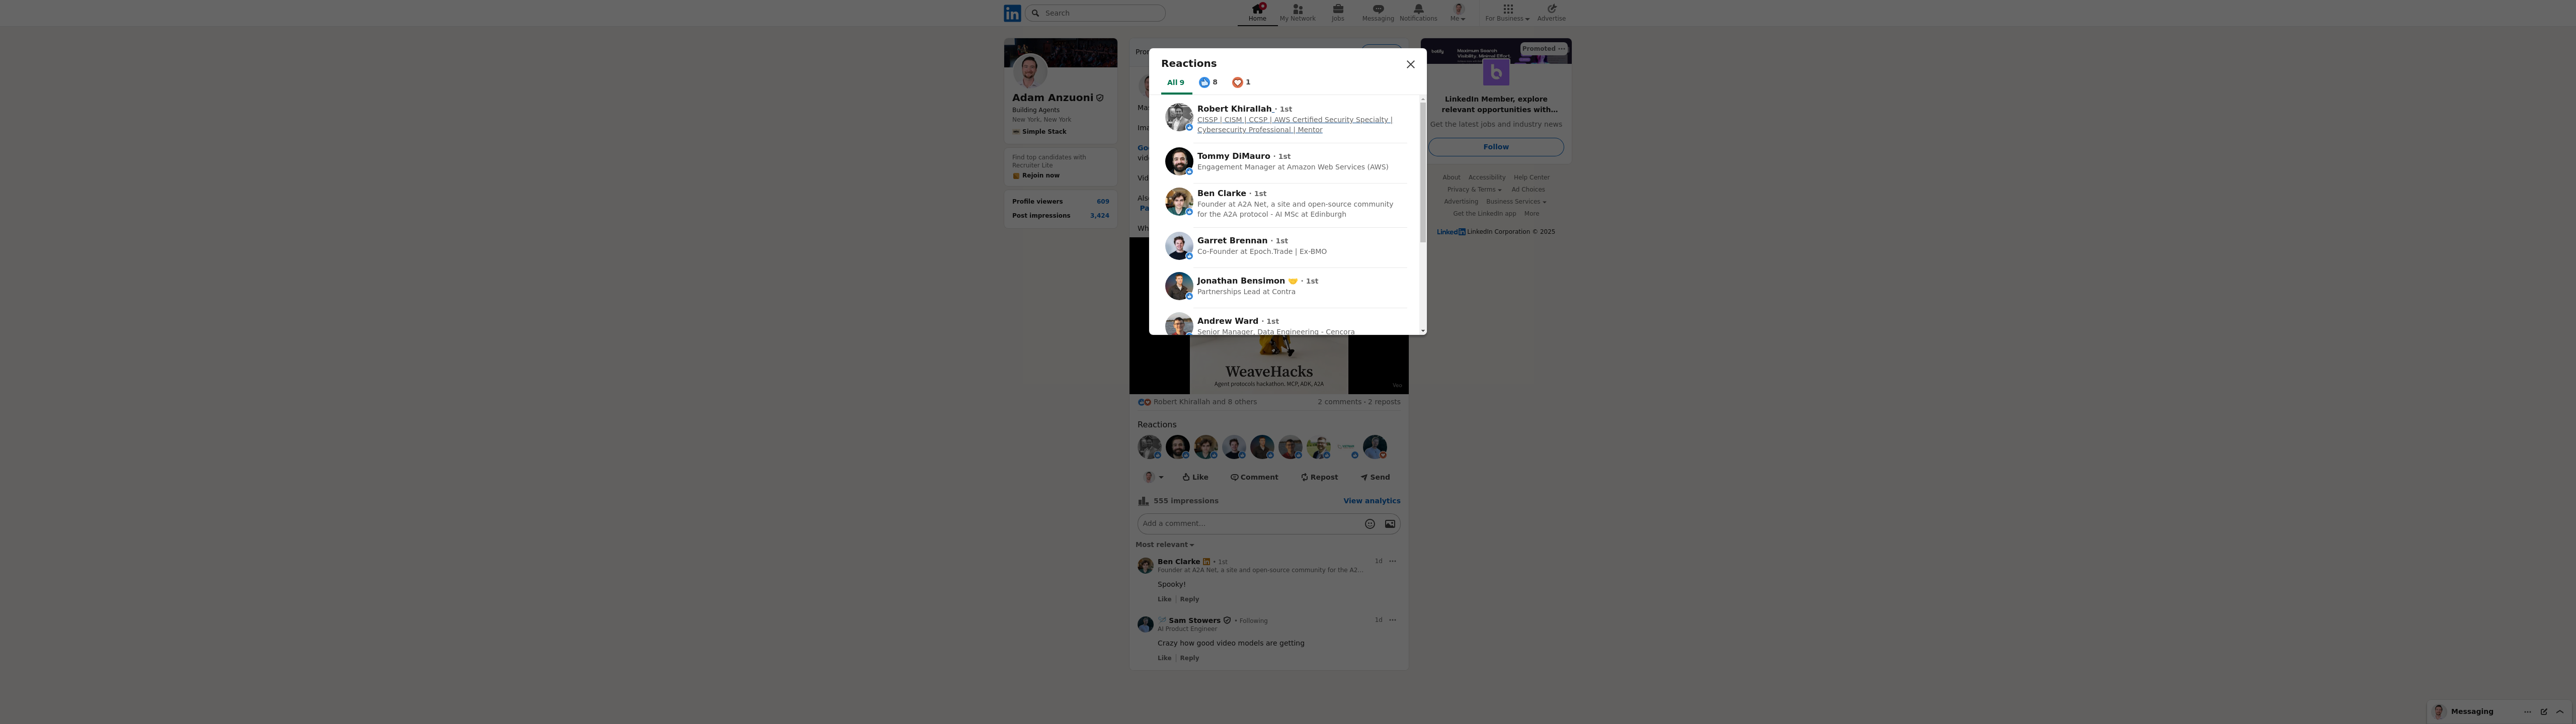 in
Search
Home
My Network
Jobs
Messaging
Notifications
Me
For Business
Advertise
Adam Anzuoni
Building Agents
New York, New York
Simple Stack
Find top candidates with
Recruiter Lite
Rejoin now
Profile viewers 609
Post impressions 3,424
Reactions
All 9
8
1
Robert Khirallah · 1st
CISSP | CISM | CCSP | AWS Certified Security Specialty |
Cybersecurity Professional | Mentor
Tommy DiMauro · 1st
Engagement Manager at Amazon Web Services (AWS)
Ben Clarke · 1st
Founder at A2A Net, a site and open-source community
for the A2A protocol - AI MSc at Edinburgh
Garret Brennan · 1st
Co-Founder at Epoch.Trade | Ex-BMO
Jonathan Bensimon 🤝 · 1st
Partnerships Lead at Contra
Andrew Ward · 1st
Senior Manager, Data Engineering - Cencora
WeaveHacks
Agent protocols hackathon. MCP, ADK, A2A
Veo
Robert Khirallah and 8 others
2 comments · 2 reposts
Reactions
Like
Comment
Repost
Send
555 impressions
View analytics
Add a comment...
Most relevant
Ben Clarke in • 1st
1d
Founder at A2A Net, a site and open-source community for the A2...
Spooky!
Like | Reply
Sam Stowers • Following
1d
AI Product Engineer
Crazy how good video models are getting
Like | Reply
Maximum Search
Visibility, Minimal Effort
Promoted
b
LinkedIn Member, explore
relevant opportunities with...
Get the latest jobs and industry news
Follow
About Accessibility Help Center
Privacy & Terms Ad Choices
Advertising Business Services
Get the LinkedIn app More
LinkedIn LinkedIn Corporation © 2025
Messaging